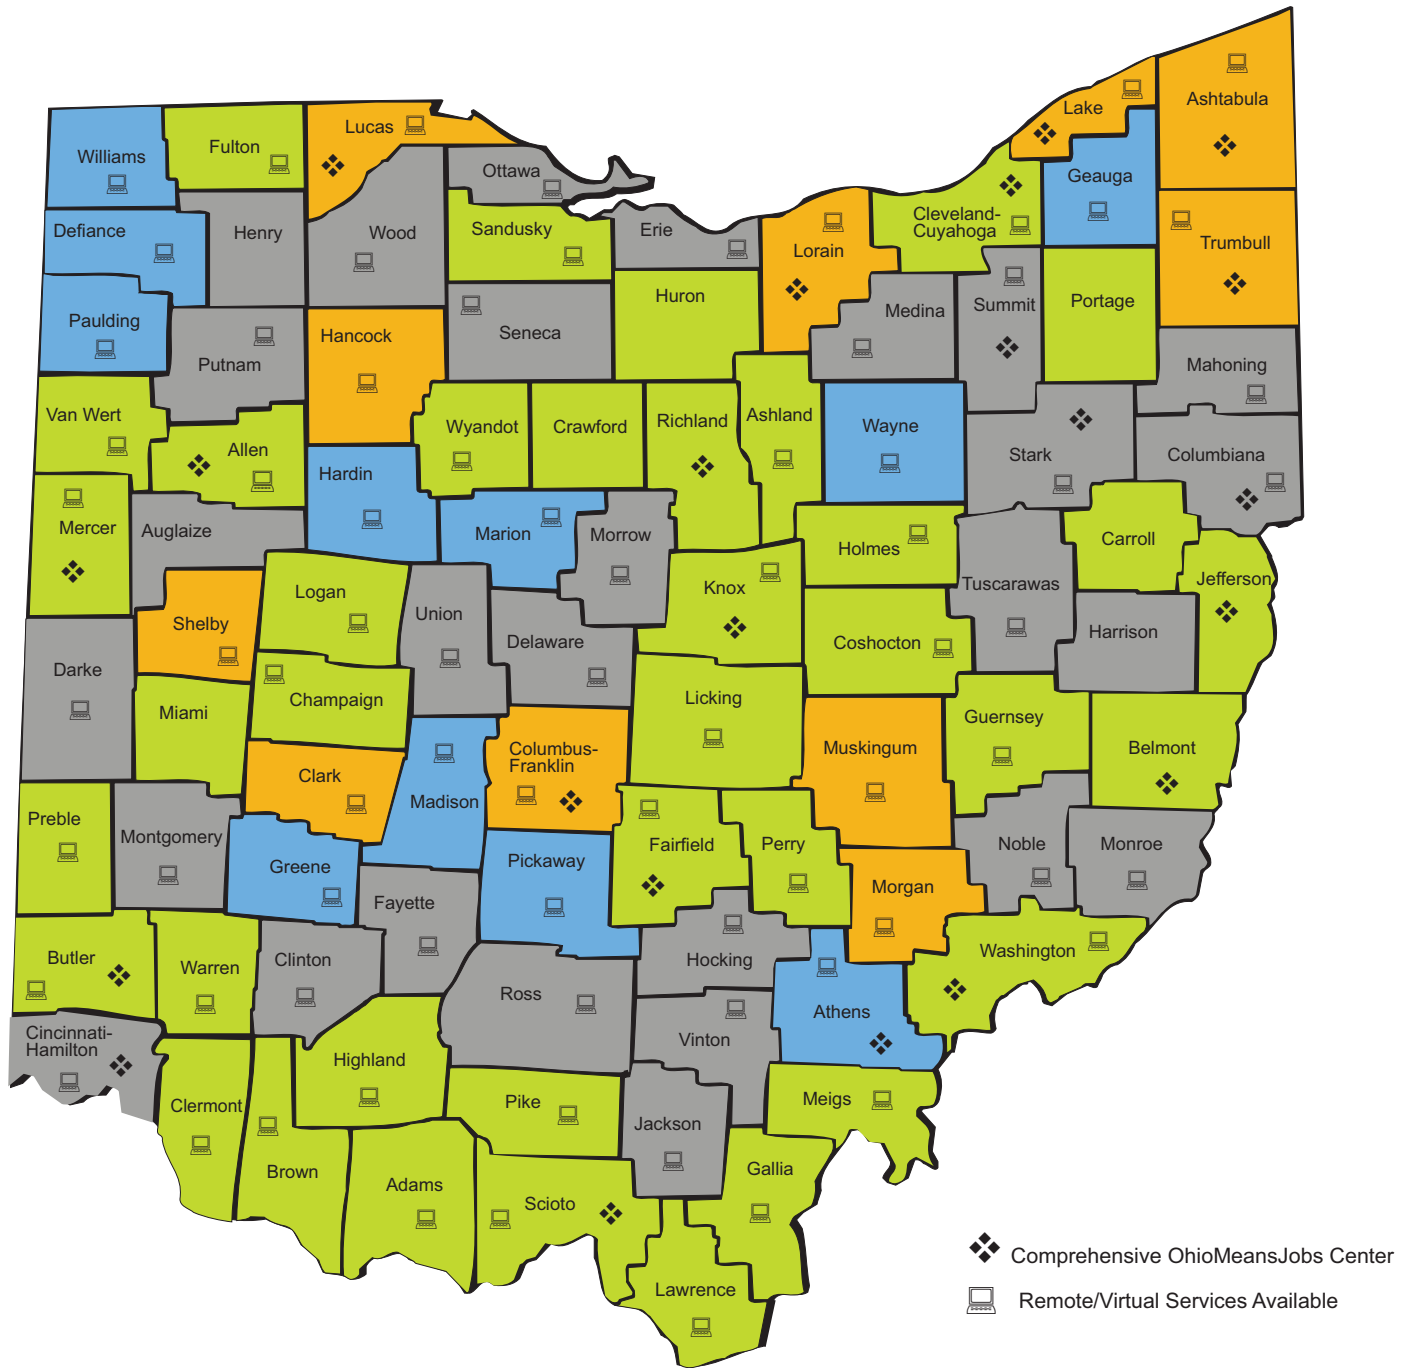 Ashtabula
Lake
Lucas
Fulton
Williams
Ottawa
Geauga
Cleveland-
Cuyahoga
Defiance
Henry
Wood
Sandusky
Erie
Lorain
Trumbull
Huron
Portage
Summit
Medina
Paulding
Seneca
Hancock
Putnam
Mahoning
Van Wert
Wyandot
Crawford
Richland
Ashland
Wayne
Allen
Stark
Columbiana
Hardin
Mercer
Auglaize
Marion
Morrow
Holmes
Carroll
Jefferson
Logan
Knox
Tuscarawas
Union
Shelby
Delaware
Coshocton
Harrison
Darke
Champaign
Licking
Miami
Guernsey
Columbus-
Franklin
Muskingum
Belmont
Clark
Madison
Preble
Montgomery
Fairfield
Perry
Noble
Monroe
Greene
Pickaway
Morgan
Fayette
Washington
Butler
Warren
Clinton
Hocking
Ross
Athens
Cincinnati-
Hamilton
Vinton
Highland
Clermont
Pike
Meigs
Jackson
Brown
Gallia
Adams
Scioto
Lawrence
Comprehensive OhioMeansJobs Center
Remote/Virtual Services Available